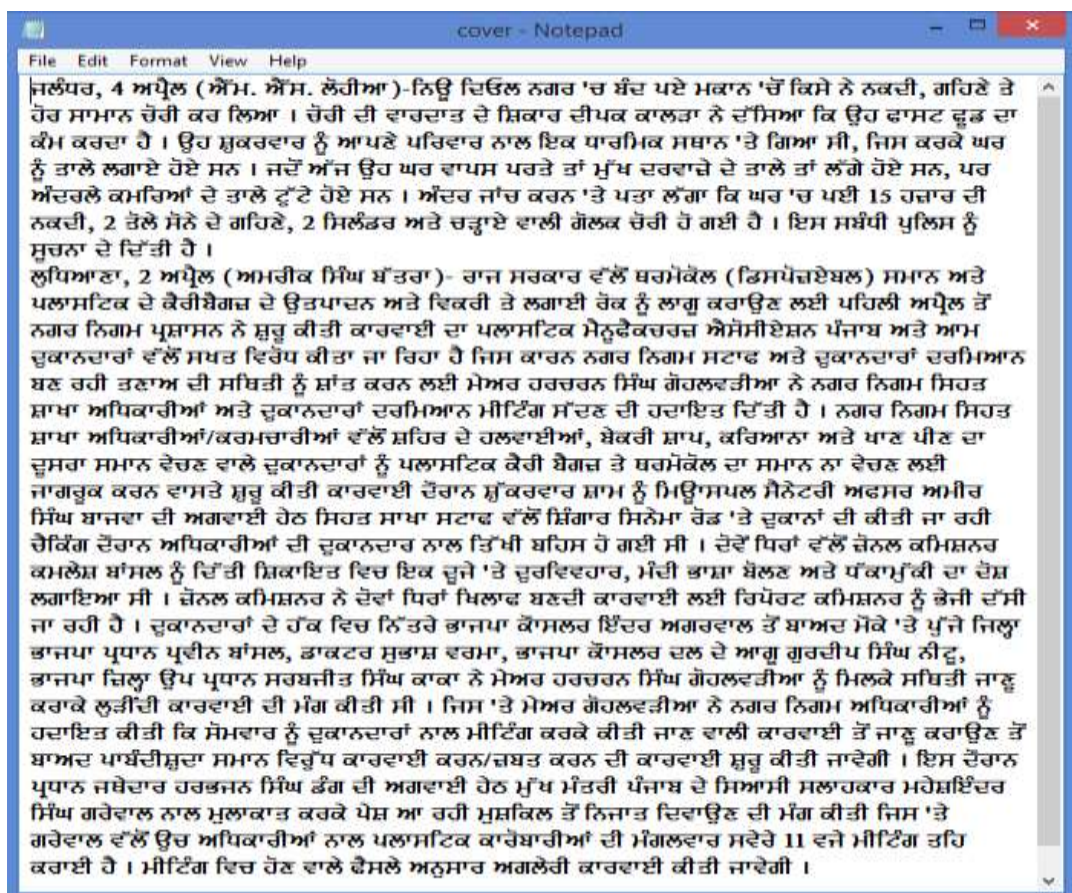 cover - Notepad
File Edit Format View Help
ਜਲੰਧਰ, 4 ਅਪ੍ਰੈਲ (ਐੱਮ. ਐੱਸ. ਲੋਹੀਆ)-ਨਿਊ ਦਿਓਲ ਨਗਰ 'ਚ ਬੰਦ ਪਏ ਮਕਾਨ 'ਚੋਂ ਕਿਸੇ ਨੇ ਨਕਦੀ, ਗਹਿਣੇ ਤੇ
ਹੋਰ ਸਾਮਾਨ ਚੋਰੀ ਕਰ ਲਿਆ । ਚੋਰੀ ਦੀ ਵਾਰਦਾਤ ਦੇ ਸ਼ਿਕਾਰ ਦੀਪਕ ਕਾਲੜਾ ਨੇ ਦੱਸਿਆ ਕਿ ਉਹ ਫਾਸਟ ਫੂਡ ਦਾ
ਕੰਮ ਕਰਦਾ ਹੈ । ਉਹ ਸ਼ੁਕਰਵਾਰ ਨੂੰ ਆਪਣੇ ਪਰਿਵਾਰ ਨਾਲ ਇਕ ਧਾਰਮਿਕ ਸਥਾਨ 'ਤੇ ਗਿਆ ਸੀ, ਜਿਸ ਕਰਕੇ ਘਰ
ਨੂੰ ਤਾਲੇ ਲਗਾਏ ਹੋਏ ਸਨ । ਜਦੋਂ ਅੱਜ ਉਹ ਘਰ ਵਾਪਸ ਪਰਤੇ ਤਾਂ ਮੁੱਖ ਦਰਵਾਜ਼ੇ ਦੇ ਤਾਲੇ ਤਾਂ ਲੱਗੇ ਹੋਏ ਸਨ, ਪਰ
ਅੰਦਰਲੇ ਕਮਰਿਆਂ ਦੇ ਤਾਲੇ ਟੁੱਟੇ ਹੋਏ ਸਨ । ਅੰਦਰ ਜਾਂਚ ਕਰਨ 'ਤੇ ਪਤਾ ਲੱਗਾ ਕਿ ਘਰ 'ਚ ਪਈ 15 ਹਜ਼ਾਰ ਦੀ
ਨਕਦੀ, 2 ਤੋਲੇ ਸੋਨੇ ਦੇ ਗਹਿਣੇ, 2 ਸਿਲੰਡਰ ਅਤੇ ਚੜ੍ਹਾਏ ਵਾਲੀ ਗੋਲਕ ਚੋਰੀ ਹੋ ਗਈ ਹੈ । ਇਸ ਸਬੰਧੀ ਪੁਲਿਸ ਨੂੰ
ਸੂਚਨਾ ਦੇ ਦਿੱਤੀ ਹੈ ।
ਲੁਧਿਆਣਾ, 2 ਅਪ੍ਰੈਲ (ਅਮਰੀਕ ਸਿੰਘ ਬੱਤਰਾ)- ਰਾਜ ਸਰਕਾਰ ਵੱਲੋਂ ਥਰਮੋਕੋਲ (ਡਿਸਪੋਜ਼ਏਬਲ) ਸਮਾਨ ਅਤੇ
ਪਲਾਸਟਿਕ ਦੇ ਕੈਰੀਬੈਗਜ਼ ਦੇ ਉਤਪਾਦਨ ਅਤੇ ਵਿਕਰੀ ਤੇ ਲਗਾਈ ਰੋਕ ਨੂੰ ਲਾਗੂ ਕਰਾਉਣ ਲਈ ਪਹਿਲੀ ਅਪ੍ਰੈਲ ਤੋਂ
ਨਗਰ ਨਿਗਮ ਪ੍ਰਸ਼ਾਸਨ ਨੇ ਸ਼ੁਰੂ ਕੀਤੀ ਕਾਰਵਾਈ ਦਾ ਪਲਾਸਟਿਕ ਮੈਨੂਫੈਕਚਰਜ਼ ਐਸੋਸੀਏਸ਼ਨ ਪੰਜਾਬ ਅਤੇ ਆਮ
ਦੁਕਾਨਦਾਰਾਂ ਵੱਲੋਂ ਸਖਤ ਵਿਰੋਧ ਕੀਤਾ ਜਾ ਰਿਹਾ ਹੈ ਜਿਸ ਕਾਰਨ ਨਗਰ ਨਿਗਮ ਸਟਾਫ ਅਤੇ ਦੁਕਾਨਦਾਰਾਂ ਦਰਮਿਆਨ
ਬਣ ਰਹੀ ਤਣਾਅ ਦੀ ਸਥਿਤੀ ਨੂੰ ਸ਼ਾਂਤ ਕਰਨ ਲਈ ਮੇਅਰ ਹਰਚਰਨ ਸਿੰਘ ਗੋਹਲਵੜੀਆ ਨੇ ਨਗਰ ਨਿਗਮ ਸਿਹਤ
ਸ਼ਾਖਾ ਅਧਿਕਾਰੀਆਂ ਅਤੇ ਦੁਕਾਨਦਾਰਾਂ ਦਰਮਿਆਨ ਮੀਟਿੰਗ ਸੱਦਣ ਦੀ ਹਦਾਇਤ ਦਿੱਤੀ ਹੈ । ਨਗਰ ਨਿਗਮ ਸਿਹਤ
ਸ਼ਾਖਾ ਅਧਿਕਾਰੀਆਂ/ਕਰਮਚਾਰੀਆਂ ਵੱਲੋਂ ਸ਼ਹਿਰ ਦੇ ਹਲਵਾਈਆਂ, ਬੇਕਰੀ ਸ਼ਾਪ, ਕਰਿਆਨਾ ਅਤੇ ਖਾਣ ਪੀਣ ਦਾ
ਦੂਸਰਾ ਸਮਾਨ ਵੇਚਣ ਵਾਲੇ ਦੁਕਾਨਦਾਰਾਂ ਨੂੰ ਪਲਾਸਟਿਕ ਕੈਰੀ ਬੈਗਜ਼ ਤੇ ਥਰਮੋਕੋਲ ਦਾ ਸਮਾਨ ਨਾ ਵੇਚਣ ਲਈ
ਜਾਗਰੂਕ ਕਰਨ ਵਾਸਤੇ ਸ਼ੁਰੂ ਕੀਤੀ ਕਾਰਵਾਈ ਦੌਰਾਨ ਸ਼ੁੱਕਰਵਾਰ ਸ਼ਾਮ ਨੂੰ ਮਿਊਾਸਪਲ ਸੈਨੇਟਰੀ ਅਫਸਰ ਅਮੀਰ
ਸਿੰਘ ਬਾਜਵਾ ਦੀ ਅਗਵਾਈ ਹੇਠ ਸਿਹਤ ਸਾਖਾ ਸਟਾਫ ਵੱਲੋਂ ਸ਼ਿੰਗਾਰ ਸਿਨੇਮਾ ਰੋਡ 'ਤੇ ਦੁਕਾਨਾਂ ਦੀ ਕੀਤੀ ਜਾ ਰਹੀ
ਚੈਕਿੰਗ ਦੌਰਾਨ ਅਧਿਕਾਰੀਆਂ ਦੀ ਦੁਕਾਨਦਾਰ ਨਾਲ ਤਿੱਖੀ ਬਹਿਸ ਹੋ ਗਈ ਸੀ । ਦੋਵੇਂ ਧਿਰਾਂ ਵੱਲੋਂ ਜ਼ੋਨਲ ਕਮਿਸ਼ਨਰ
ਕਮਲੇਸ਼ ਬਾਂਸਲ ਨੂੰ ਦਿੱਤੀ ਸ਼ਿਕਾਇਤ ਵਿਚ ਇਕ ਦੂਜੇ 'ਤੇ ਦੁਰਵਿਵਹਾਰ, ਮੰਦੀ ਭਾਸ਼ਾ ਬੋਲਣ ਅਤੇ ਧੱਕਾਮੁੱਕੀ ਦਾ ਦੋਸ਼
ਲਗਾਇਆ ਸੀ । ਜ਼ੋਨਲ ਕਮਿਸ਼ਨਰ ਨੇ ਦੋਵਾਂ ਧਿਰਾਂ ਖਿਲਾਫ ਬਣਦੀ ਕਾਰਵਾਈ ਲਈ ਰਿਪੋਰਟ ਕਮਿਸ਼ਨਰ ਨੂੰ ਭੇਜੀ ਦੱਸੀ
ਜਾ ਰਹੀ ਹੈ । ਦੁਕਾਨਦਾਰਾਂ ਦੇ ਹੱਕ ਵਿਚ ਨਿੱਤਰੇ ਭਾਜਪਾ ਕੌਾਸਲਰ ਇੰਦਰ ਅਗਰਵਾਲ ਤੋਂ ਬਾਅਦ ਮੌਕੇ 'ਤੇ ਪੁੱਜੇ ਜਿਲ੍ਹਾ
ਭਾਜਪਾ ਪ੍ਰਧਾਨ ਪ੍ਰਵੀਨ ਬਾਂਸਲ, ਡਾਕਟਰ ਸੁਭਾਸ਼ ਵਰਮਾ, ਭਾਜਪਾ ਕੌਾਸਲਰ ਦਲ ਦੇ ਆਗੂ ਗੁਰਦੀਪ ਸਿੰਘ ਨੀਟੂ,
ਭਾਜਪਾ ਜ਼ਿਲ੍ਹਾ ਉਪ ਪ੍ਰਧਾਨ ਸਰਬਜੀਤ ਸਿੰਘ ਕਾਕਾ ਨੇ ਮੇਅਰ ਹਰਚਰਨ ਸਿੰਘ ਗੋਹਲਵੜੀਆ ਨੂੰ ਮਿਲਕੇ ਸਥਿਤੀ ਜਾਣੂ
ਕਰਾਕੇ ਲੁੜੀਂਦੀ ਕਾਰਵਾਈ ਦੀ ਮੰਗ ਕੀਤੀ ਸੀ । ਜਿਸ 'ਤੇ ਮੇਅਰ ਗੋਹਲਵੜੀਆ ਨੇ ਨਗਰ ਨਿਗਮ ਅਧਿਕਾਰੀਆਂ ਨੂੰ
ਹਦਾਇਤ ਕੀਤੀ ਕਿ ਸੋਮਵਾਰ ਨੂੰ ਦੁਕਾਨਦਾਰਾਂ ਨਾਲ ਮੀਟਿੰਗ ਕਰਕੇ ਕੀਤੀ ਜਾਣ ਵਾਲੀ ਕਾਰਵਾਈ ਤੋਂ ਜਾਣੂ ਕਰਾਉਣ ਤੋਂ
ਬਾਅਦ ਪਾਬੰਦੀਸ਼ੁਦਾ ਸਮਾਨ ਵਿਰੁੱਧ ਕਾਰਵਾਈ ਕਰਨ/ਜ਼ਬਤ ਕਰਨ ਦੀ ਕਾਰਵਾਈ ਸ਼ੁਰੂ ਕੀਤੀ ਜਾਵੇਗੀ । ਇਸ ਦੌਰਾਨ
ਪ੍ਰਧਾਨ ਜਥੇਦਾਰ ਹਰਭਜਨ ਸਿੰਘ ਡੰਗ ਦੀ ਅਗਵਾਈ ਹੇਠ ਮੁੱਖ ਮੰਤਰੀ ਪੰਜਾਬ ਦੇ ਸਿਆਸੀ ਸਲਾਹਕਾਰ ਮਹੇਸ਼ਇੰਦਰ
ਸਿੰਘ ਗਰੇਵਾਲ ਨਾਲ ਮੁਲਾਕਾਤ ਕਰਕੇ ਪੇਸ਼ ਆ ਰਹੀ ਮੁਸ਼ਕਿਲ ਤੋਂ ਨਿਜਾਤ ਦਿਵਾਉਣ ਦੀ ਮੰਗ ਕੀਤੀ ਜਿਸ 'ਤੇ
ਗਰੇਵਾਲ ਵੱਲੋਂ ਉਚ ਅਧਿਕਾਰੀਆਂ ਨਾਲ ਪਲਾਸਟਿਕ ਕਾਰੋਬਾਰੀਆਂ ਦੀ ਮੰਗਲਵਾਰ ਸਵੇਰੇ 11 ਵਜੇ ਮੀਟਿੰਗ ਤਹਿ
ਕਰਾਈ ਹੈ । ਮੀਟਿੰਗ ਵਿਚ ਹੋਣ ਵਾਲੇ ਫੈਸਲੇ ਅਨੁਸਾਰ ਅਗਲੇਰੀ ਕਾਰਵਾਈ ਕੀਤੀ ਜਾਵੇਗੀ ।